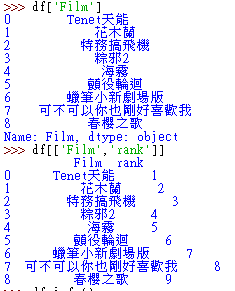 >>> df['Film']
0 Tenet天能
1 花木蘭
2 特務搞飛機
3 粽邪2
4 海霧
5 顫役輪迴
6 蠟筆小新劇場版
7 可不可以你也剛好喜歡我
8 春櫻之歌
Name: Film, dtype: object
>>> df[['Film','rank']]
Film rank
0 Tenet天能 1
1 花木蘭 2
2 特務搞飛機 3
3 粽邪2 4
4 海霧 5
5 顫役輪迴 6
6 蠟筆小新劇場版 7
7 可不可以你也剛好喜歡我 8
8 春櫻之歌 9